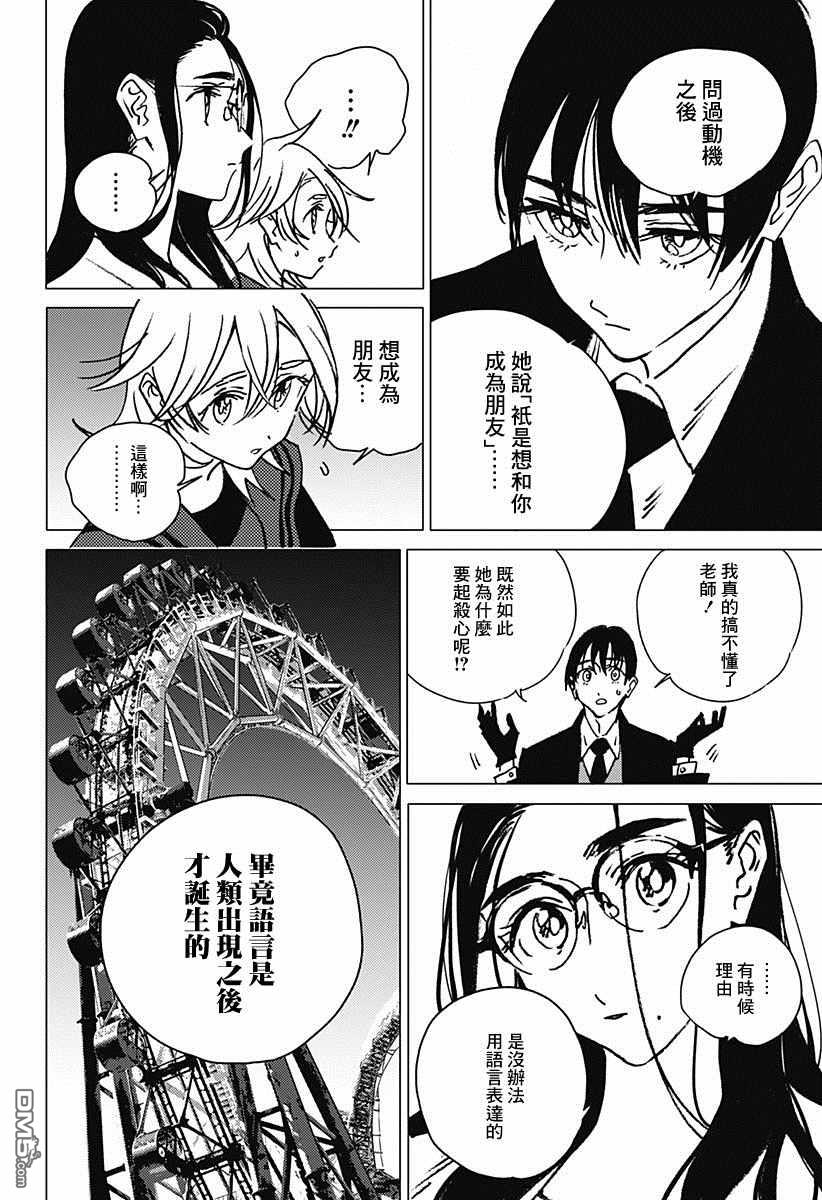 問過動機
之後
她說「衹是想和你
成為朋友」……
…!!
……
想成為
朋友…
這樣啊…
………
我真的搞不懂了
老師！
既然如此
她為什麼
要起殺心呢!?
……
有時候
理由
是沒辦法
用語言表達的
畢竟語言是
人類出現之後
才誕生的
DM5.com